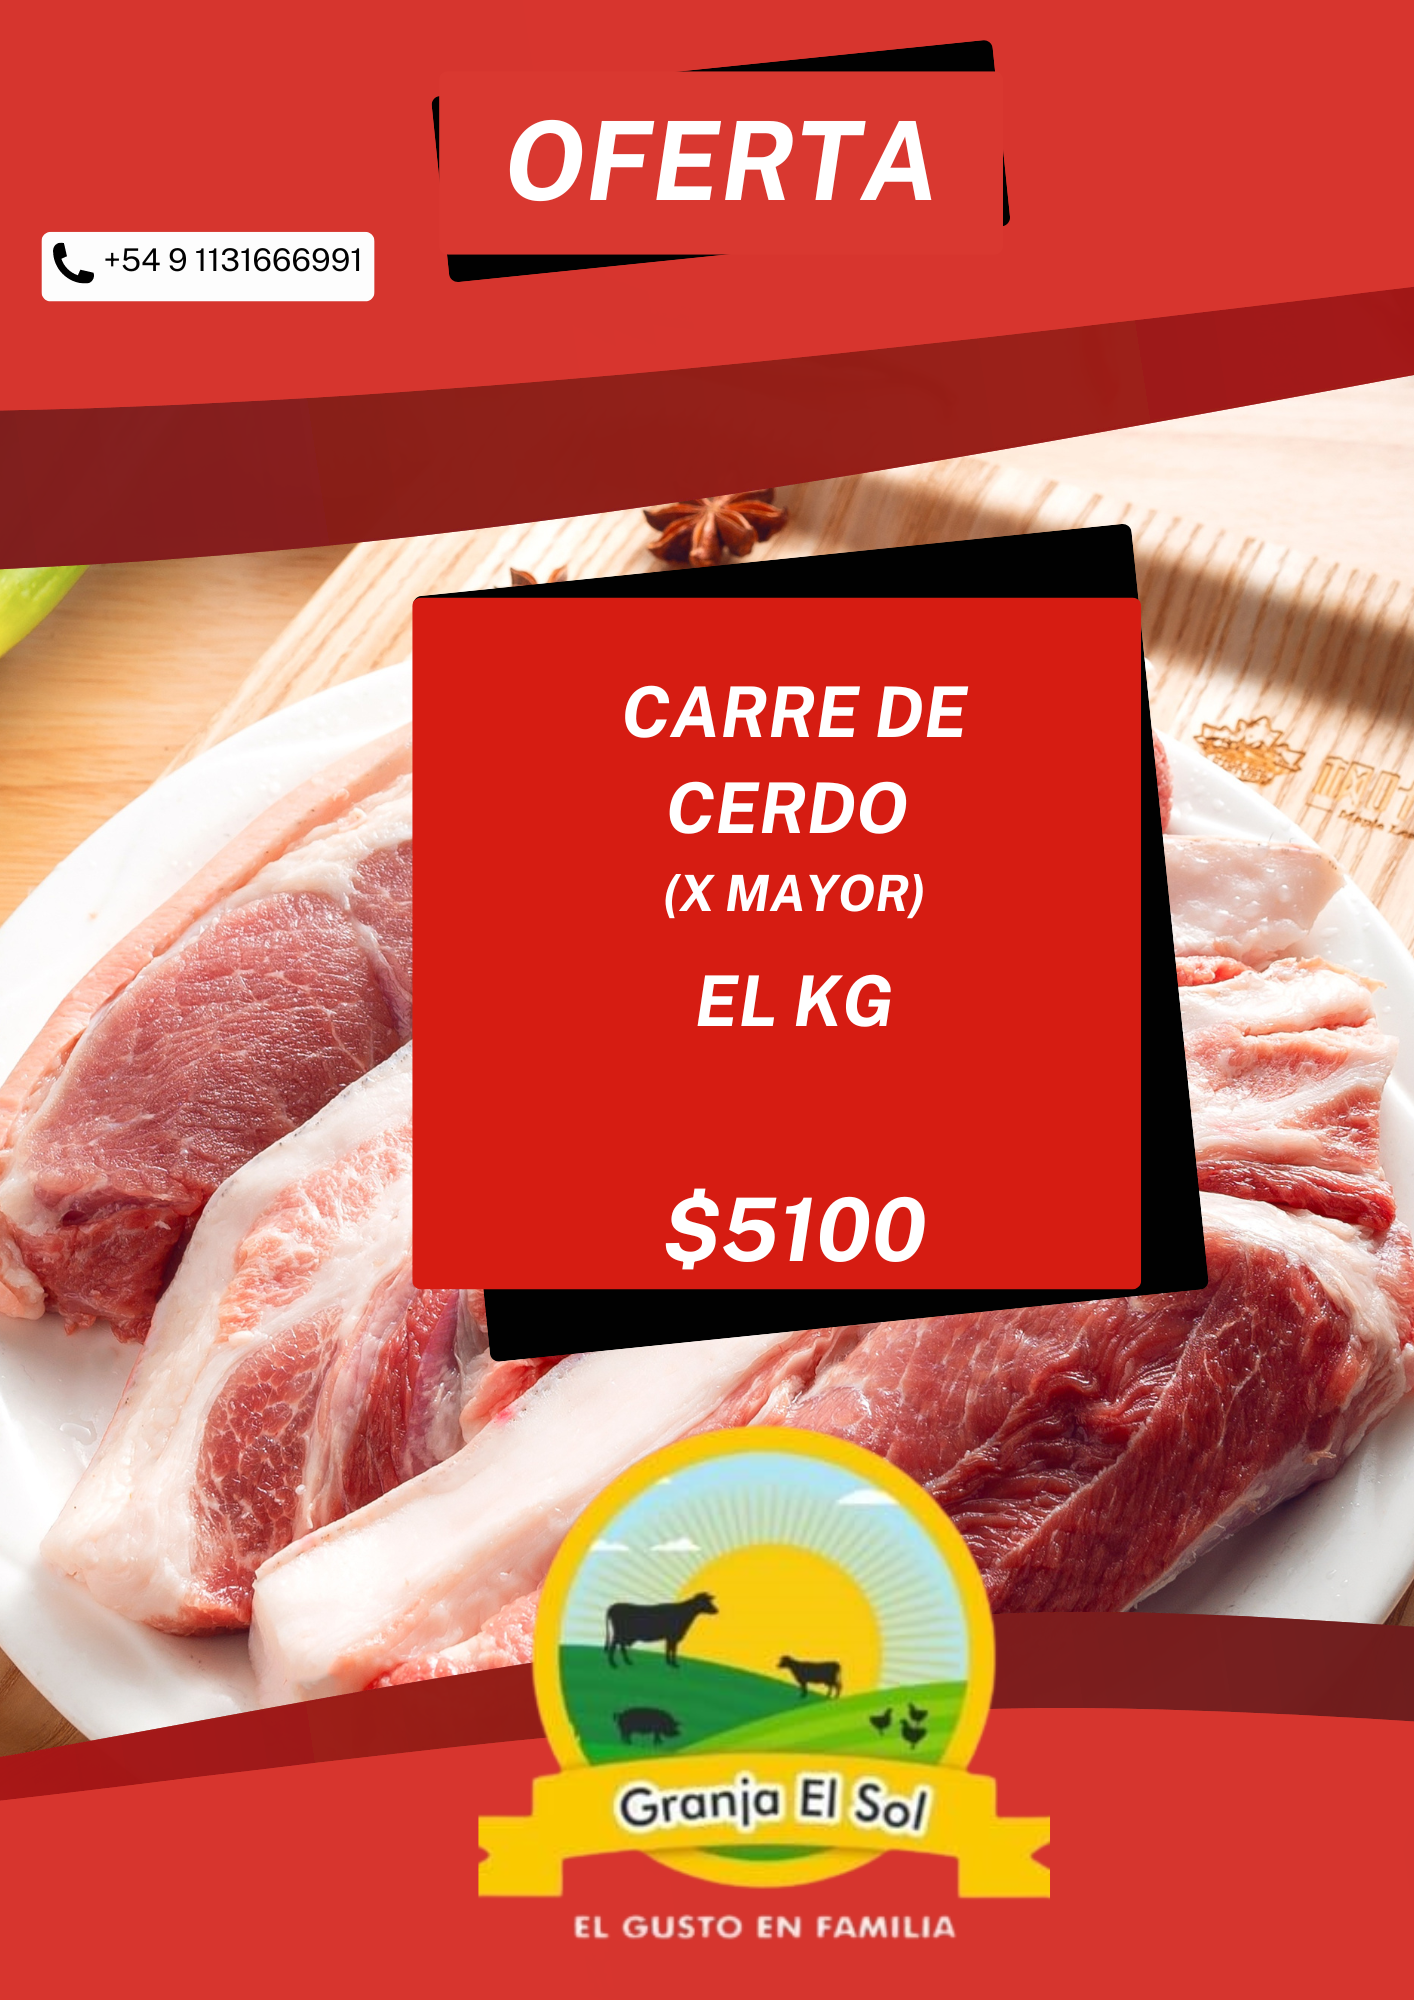 OFERTA
+54 9 1131666991
CARRE DE
CERDO
(X MAYOR)
EL KG
$5100
Granja El Sol
EL GUSTO EN FAMILIA